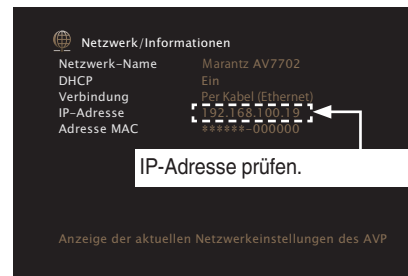 Netzwerk/Informationen
Netzwerk-Name Marantz AV7702
DHCP Ein
Verbindung Per Kabel (Ethernet)
IP-Adresse 192.168.100.19
Adresse MAC ******-000000
IP-Adresse prüfen.
Anzeige der aktuellen Netzwerkeinstellungen des AVP